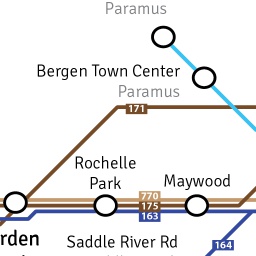 Paramus
Bergen Town Center
Paramus
171
Rochelle
Park
Maywood
770
175
163
rden
Saddle River Rd
164